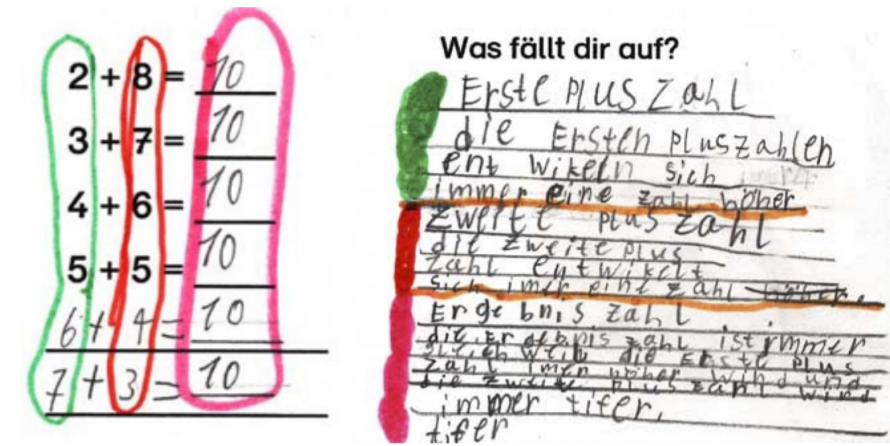 2 + 8 = 10
3 + 7 = 10
4 + 6 = 10
5 + 5 = 10
6 + 4 = 10
7 + 3 = 10
Was fällt dir auf?
Erste plus Zahl
die Ersten pluszahlen
ent wikeln sich
immer eine zahl höher
zweite plus zahl
die zweite plus
zahl entwikelt
sich imer eine zahl
Ergebnis zahl
die Ergebnis zahl ist immer
gleich weil die Erste plus
zahl imer höher wird und
die zweite plus zahl wird
immer tifer.
tifer